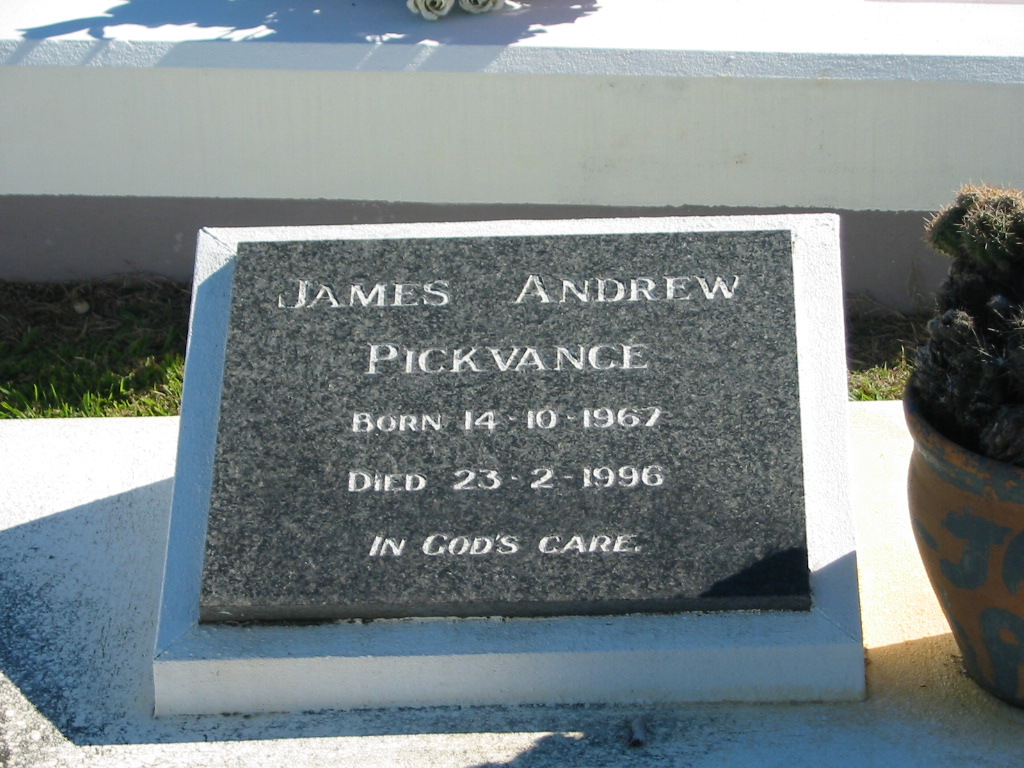 JAMES ANDREW
PICKVANCE
BORN 14-10-1967
DIED 23-2-1996
IN GOD'S CARE.